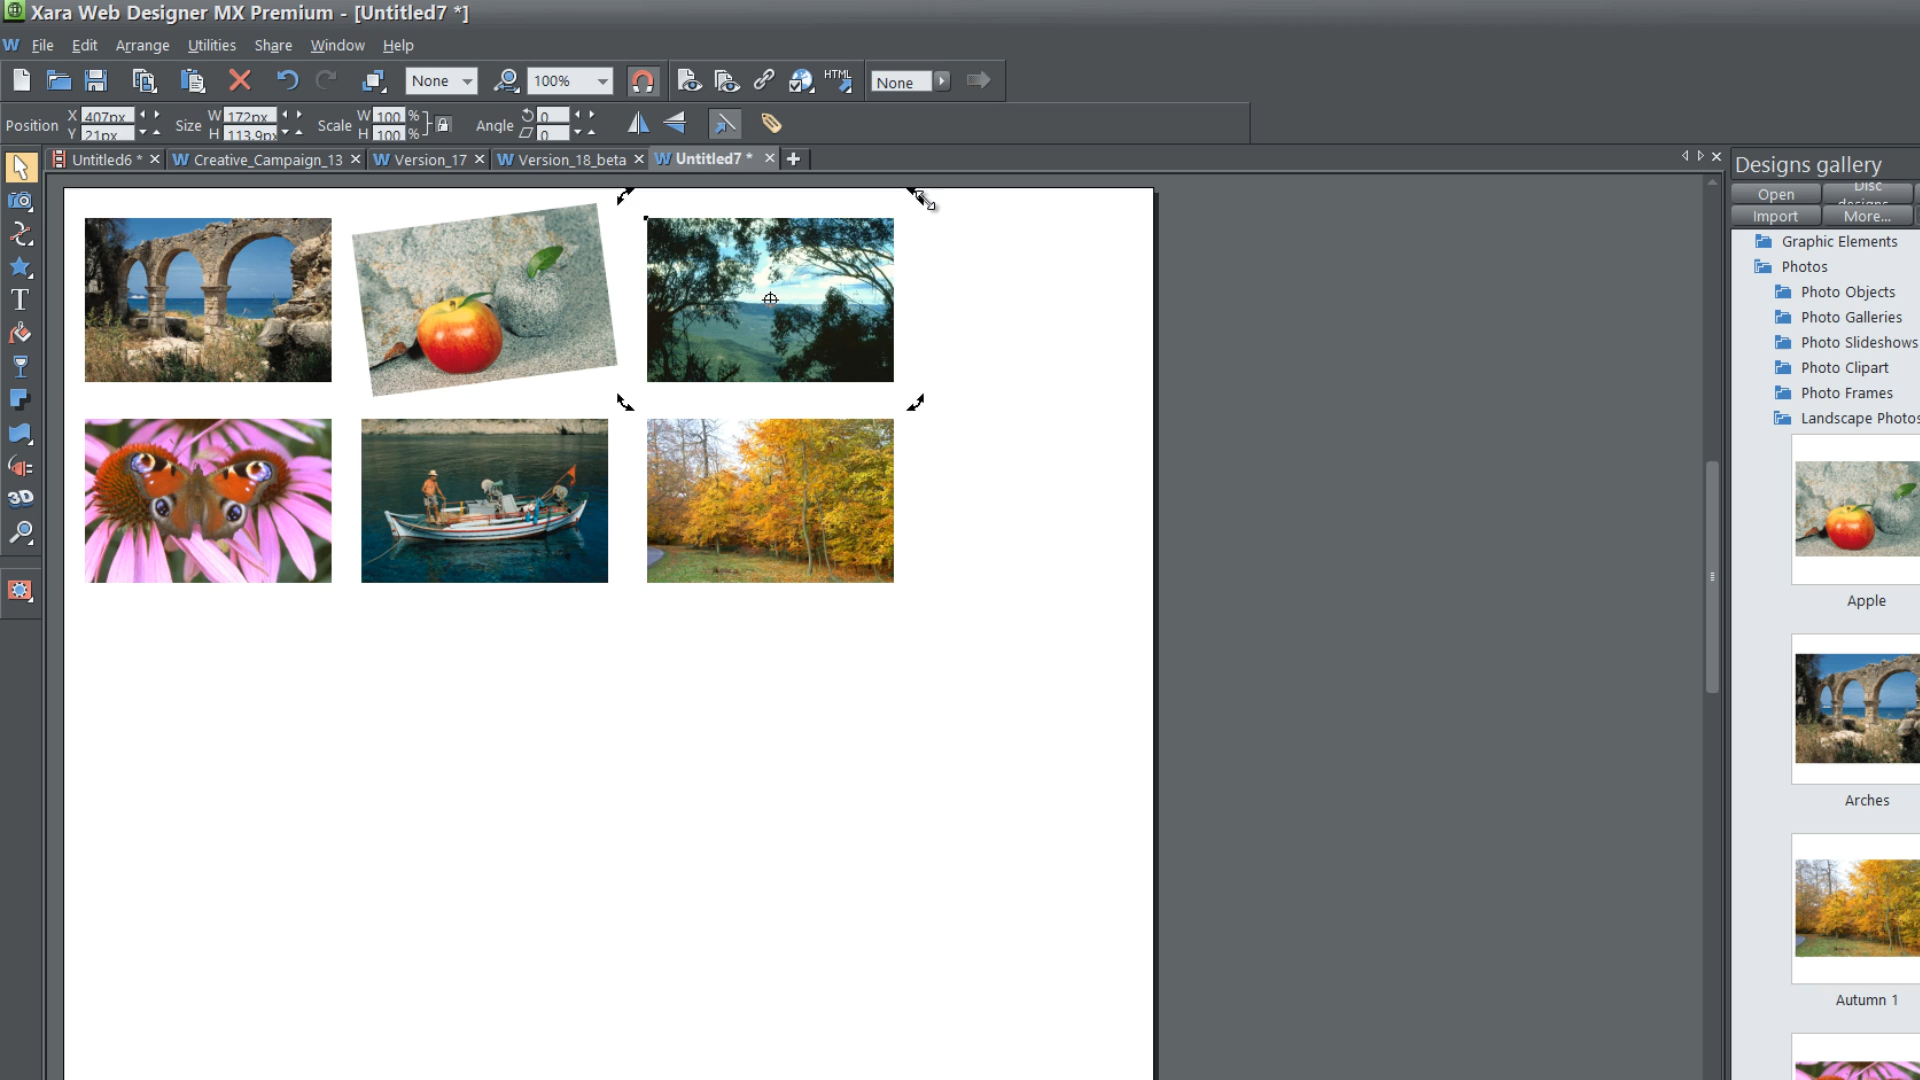 Xara Web Designer MX Premium - [Untitled7 *]
W File Edit Arrange Utilities Share Window Help
None 100% HTML None
Position X 407px Y 21px Size W 172px H 113.9px Scale W 100 % H 100 % Angle 0 0
Untitled6 * W Creative_Campaign_13 W Version_17 W Version_18_beta W Untitled7 *
Designs gallery
Open Disc designs
Import More...
Graphic Elements
Photos
Photo Objects
Photo Galleries
Photo Slideshows
Photo Clipart
Photo Frames
Landscape Photos
T
3D
Apple
Arches
Autumn 1